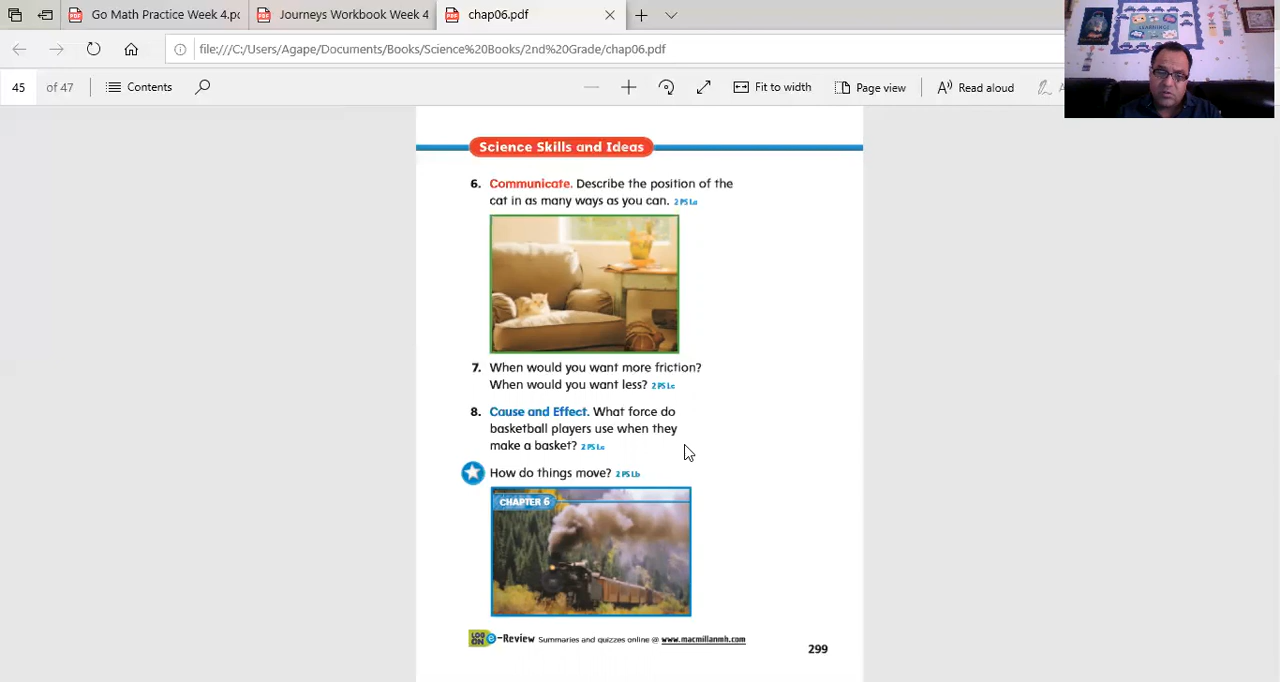 Go Math Practice Week 4.pc
Journeys Workbook Week 4
chap06.pdf
file:///C:/Users/Agape/Documents/Books/Science%20Books/2nd%20Grade/chap06.pdf
45 of 47
Contents
Fit to width
Page view
A)) Read aloud
Science Skills and Ideas
6. Communicate. Describe the position of the
cat in as many ways as you can. 2 PS 1.a
7. When would you want more friction?
When would you want less? 2 PS 1.c
8. Cause and Effect. What force do
basketball players use when they
make a basket? 2 PS 1.c
How do things move? 2 PS 1.b
CHAPTER 6
LOG ON e-Review Summaries and quizzes online @ www.macmillanmh.com
299